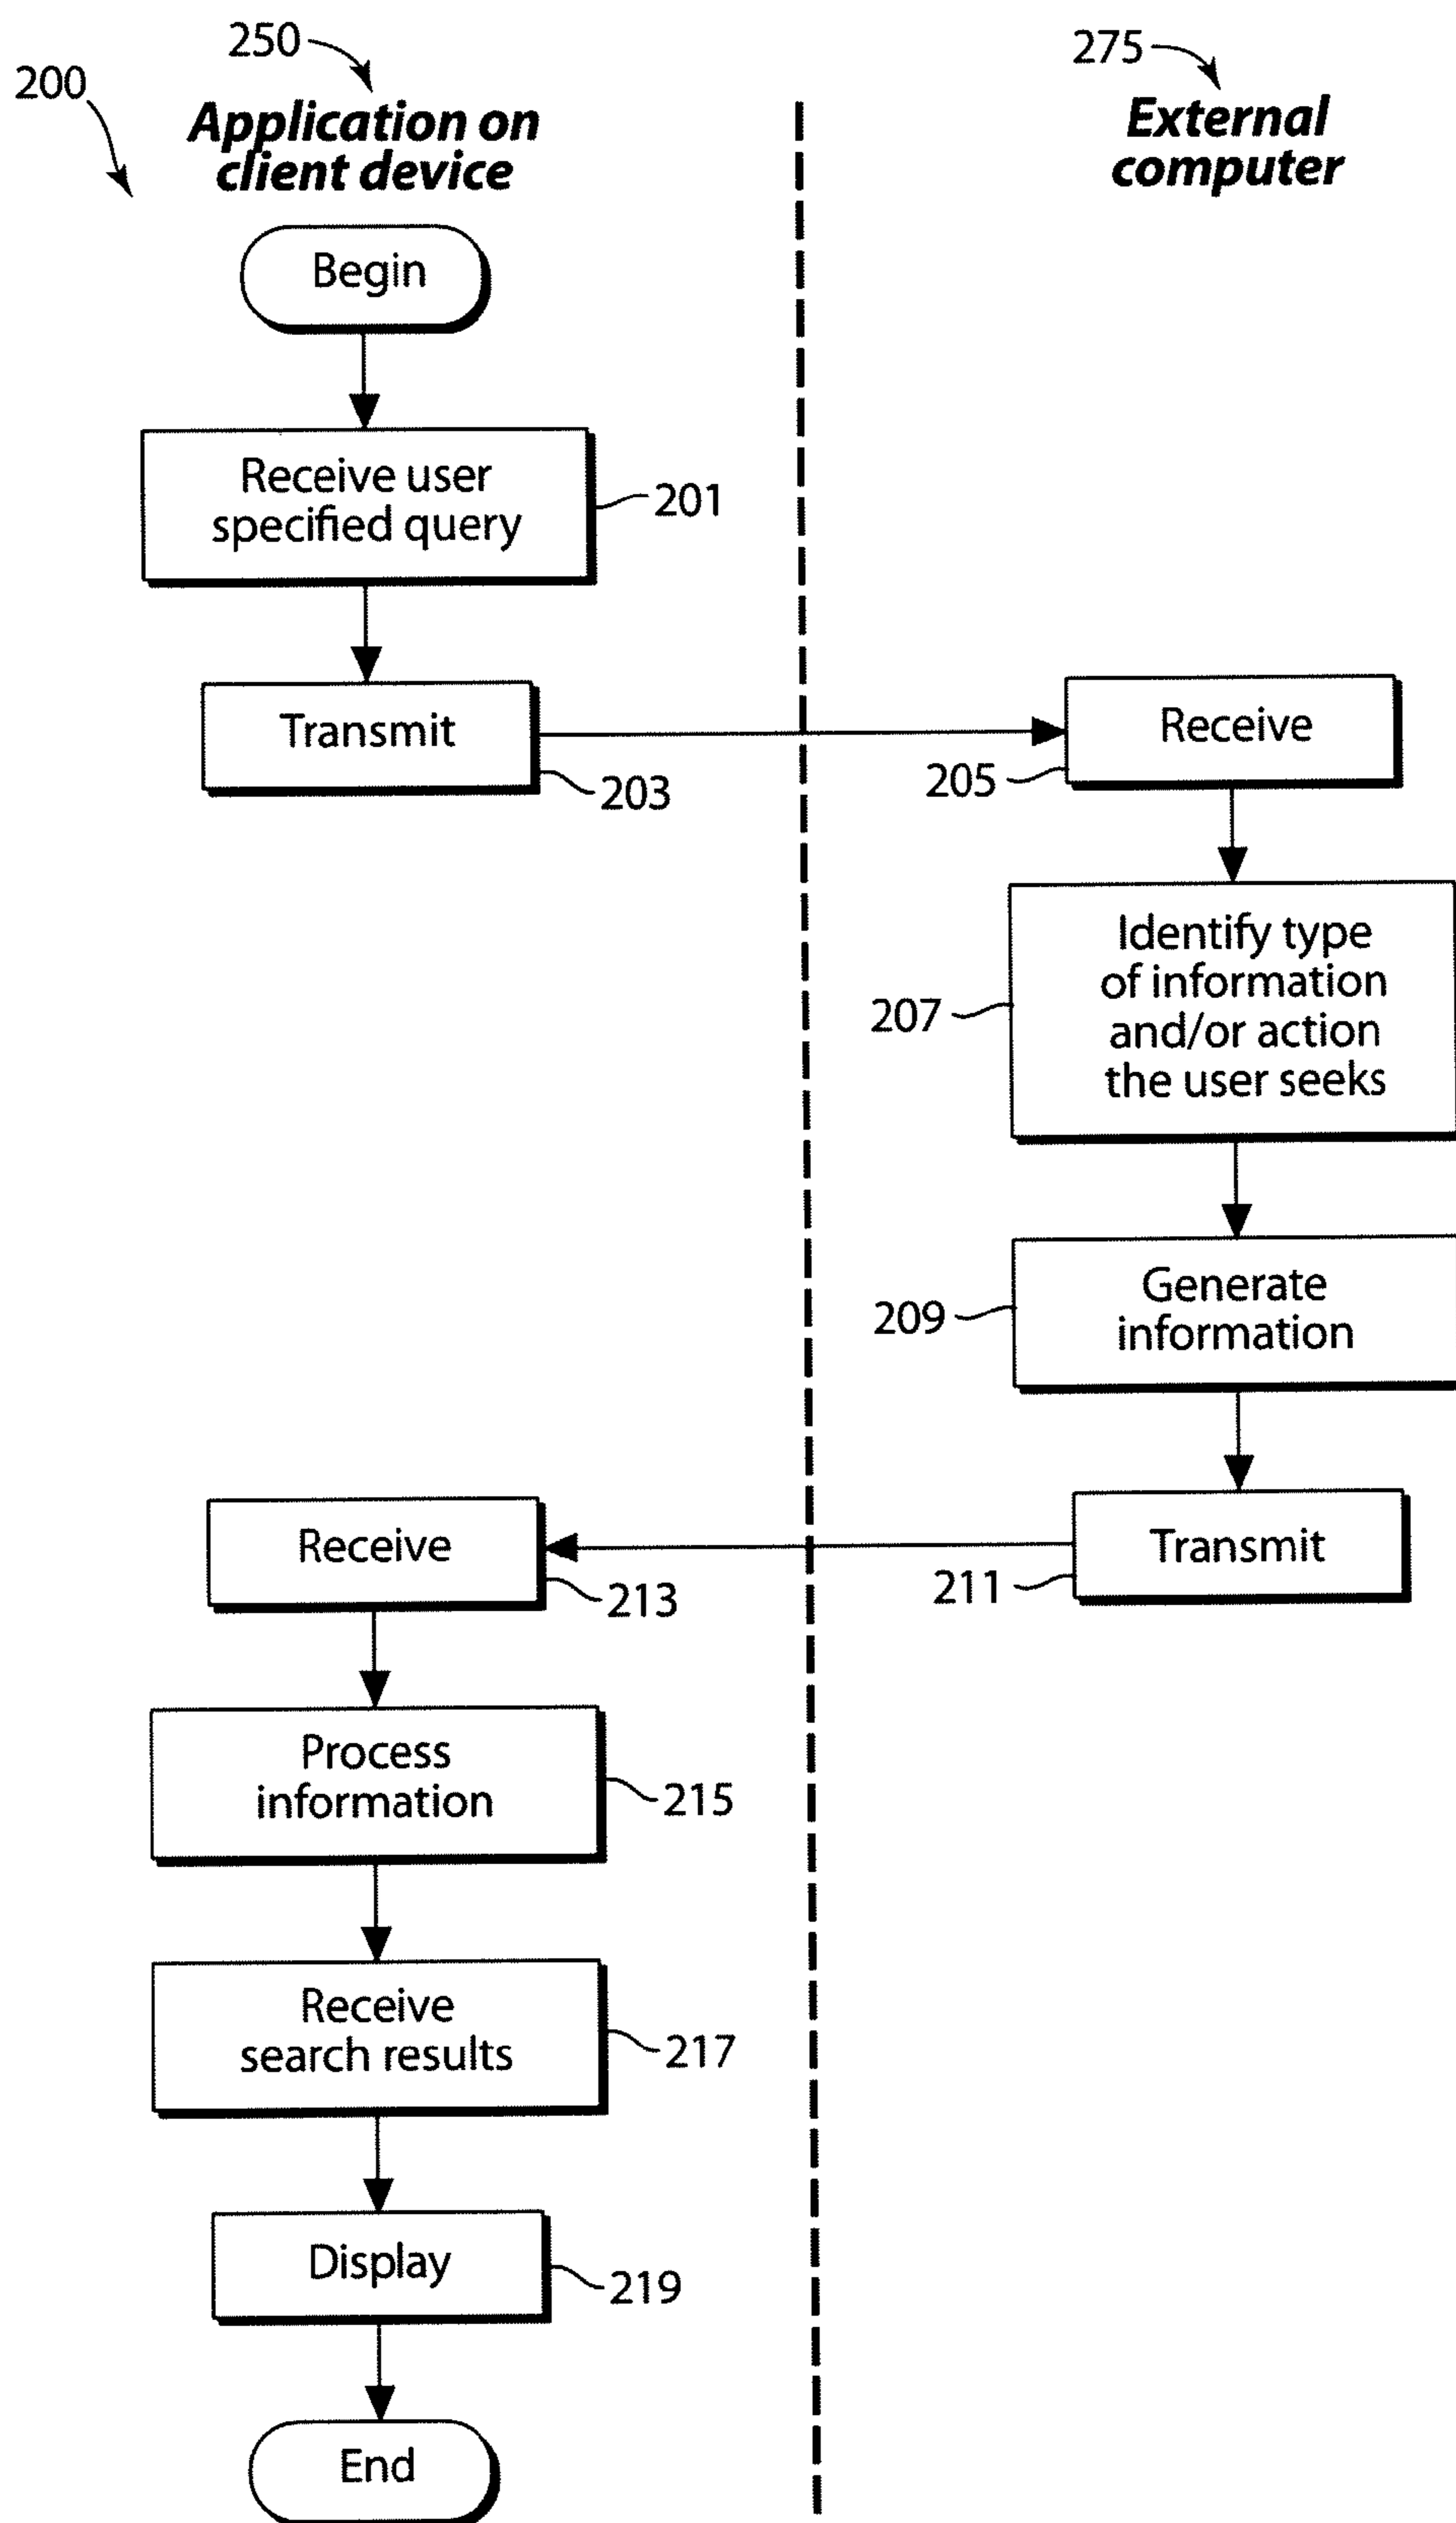 250
275
200
Application on
client device
External
computer
Begin
Receive user
specified query
201
Transmit
203
Receive
205
Identify type
of information
and/or action
the user seeks
207
Generate
information
209
Transmit
211
Receive
213
Process
information
215
Receive
search results
217
Display
219
End